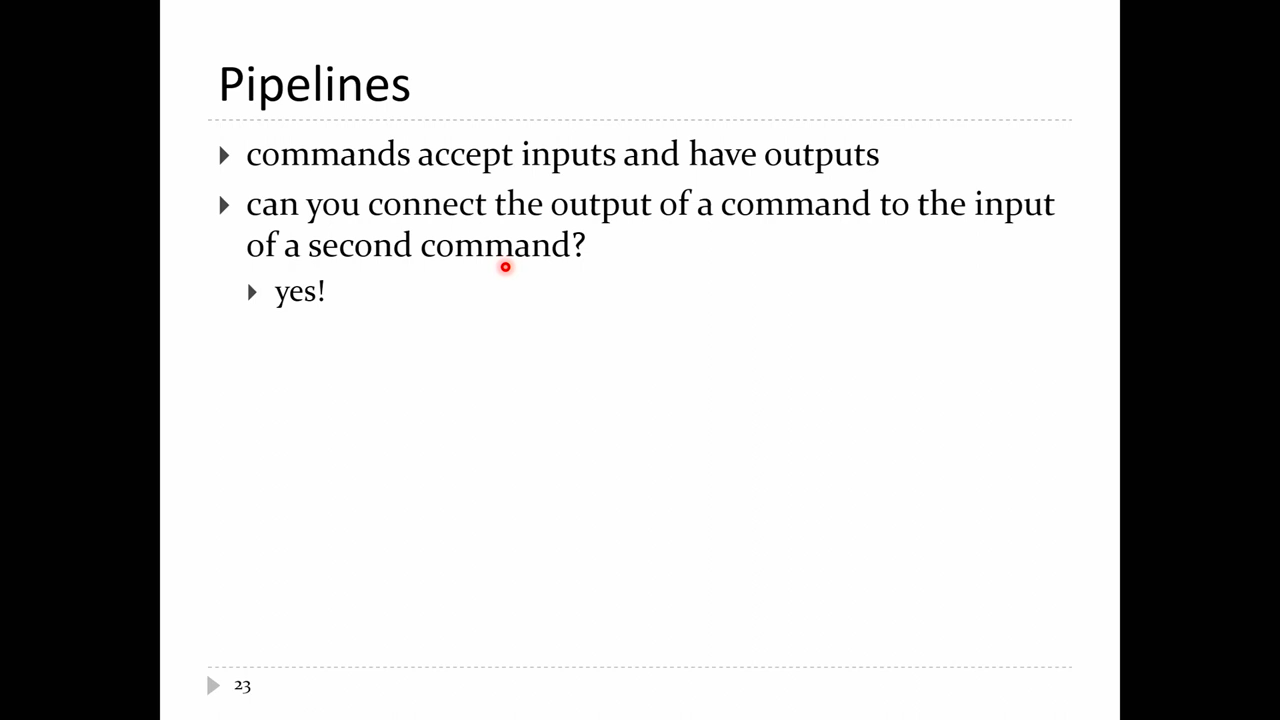 Pipelines
commands accept inputs and have outputs
can you connect the output of a command to the input
of a second command?
yes!
23